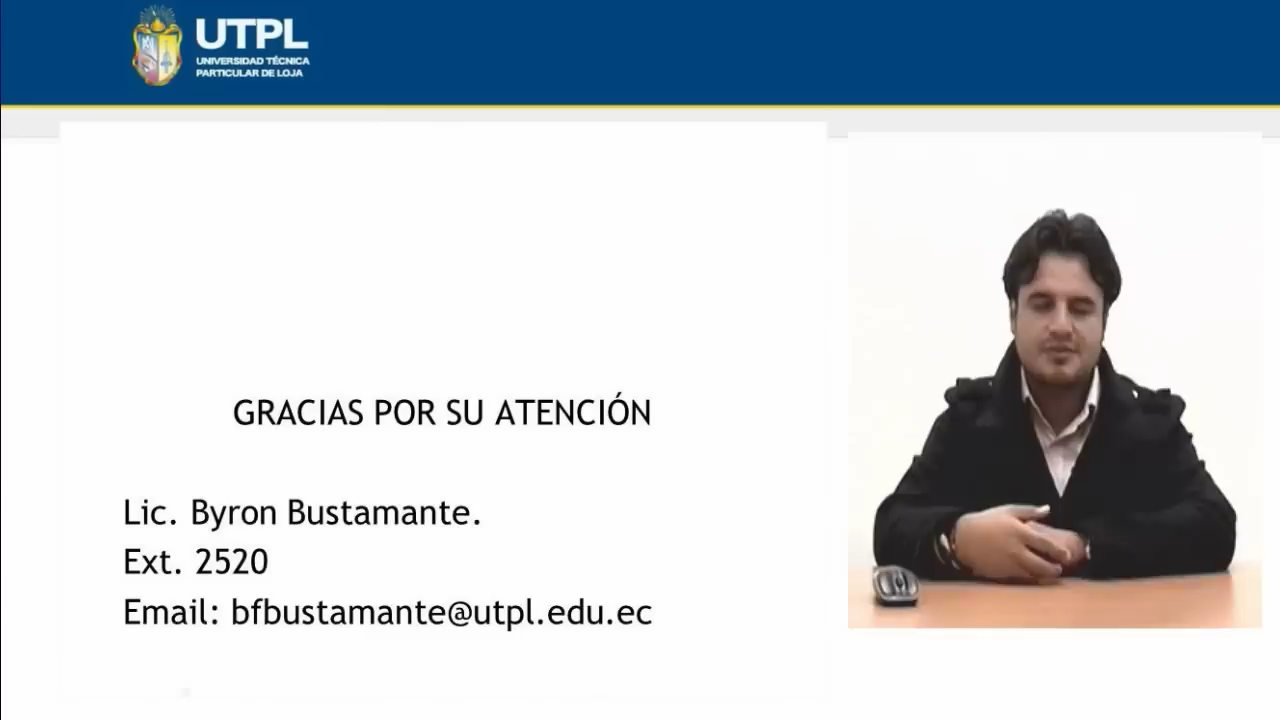 UTPL
UNIVERSIDAD TÉCNICA
PARTICULAR DE LOJA
GRACIAS POR SU ATENCIÓN
Lic. Byron Bustamante.
Ext. 2520
Email: bfbustamante@utpl.edu.ec